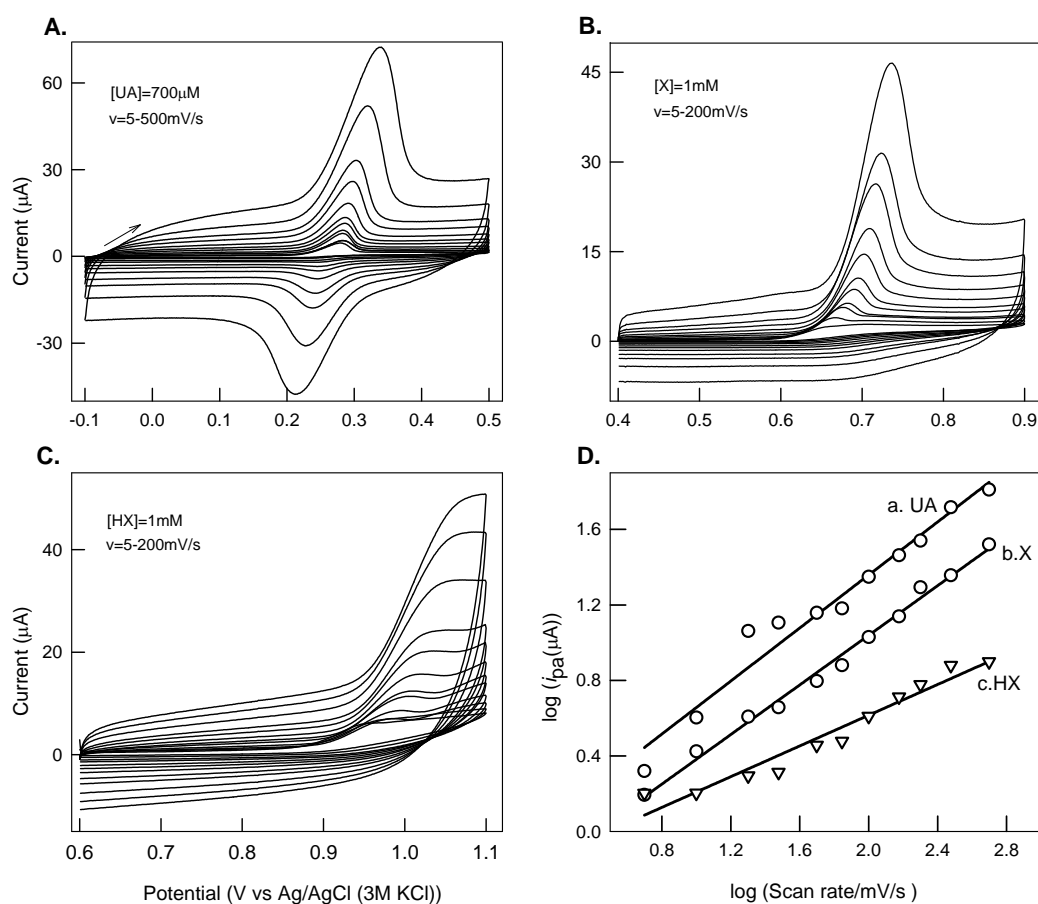 A.
[UA]=700μM
v=5-500mV/s
60
30
0
-30
Current (μA)
-0.1 0.0 0.1 0.2 0.3 0.4 0.5
B.
[X]=1mM
v=5-200mV/s
45
30
15
0
0.4 0.5 0.6 0.7 0.8 0.9
C.
[HX]=1mM
v=5-200mV/s
40
20
0
Current (μA)
0.6 0.7 0.8 0.9 1.0 1.1
Potential (V vs Ag/AgCl (3M KCl))
D.
a. UA
b.X
c.HX
1.6
1.2
0.8
0.4
0.0
log (ipa(μA))
0.8 1.2 1.6 2.0 2.4 2.8
log (Scan rate/mV/s )